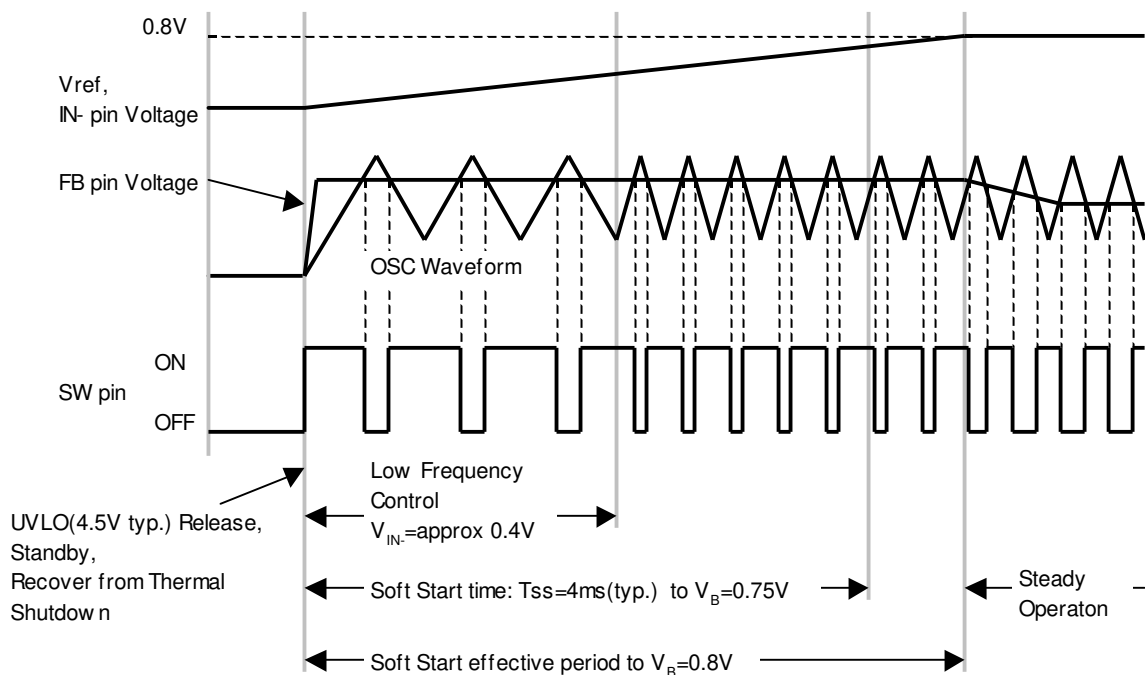 0.8V
Vref,
IN- pin Voltage
FB pin Voltage
OSC Waveform
ON
SW pin
OFF
Low Frequency
Control
V_IN-=approx 0.4V
UVLO(4.5V typ.) Release,
Standby,
Recover from Thermal
Shutdown
Soft Start time: Tss=4ms(typ.) to V_B=0.75V
Steady
Operaton
Soft Start effective period to V_B=0.8V